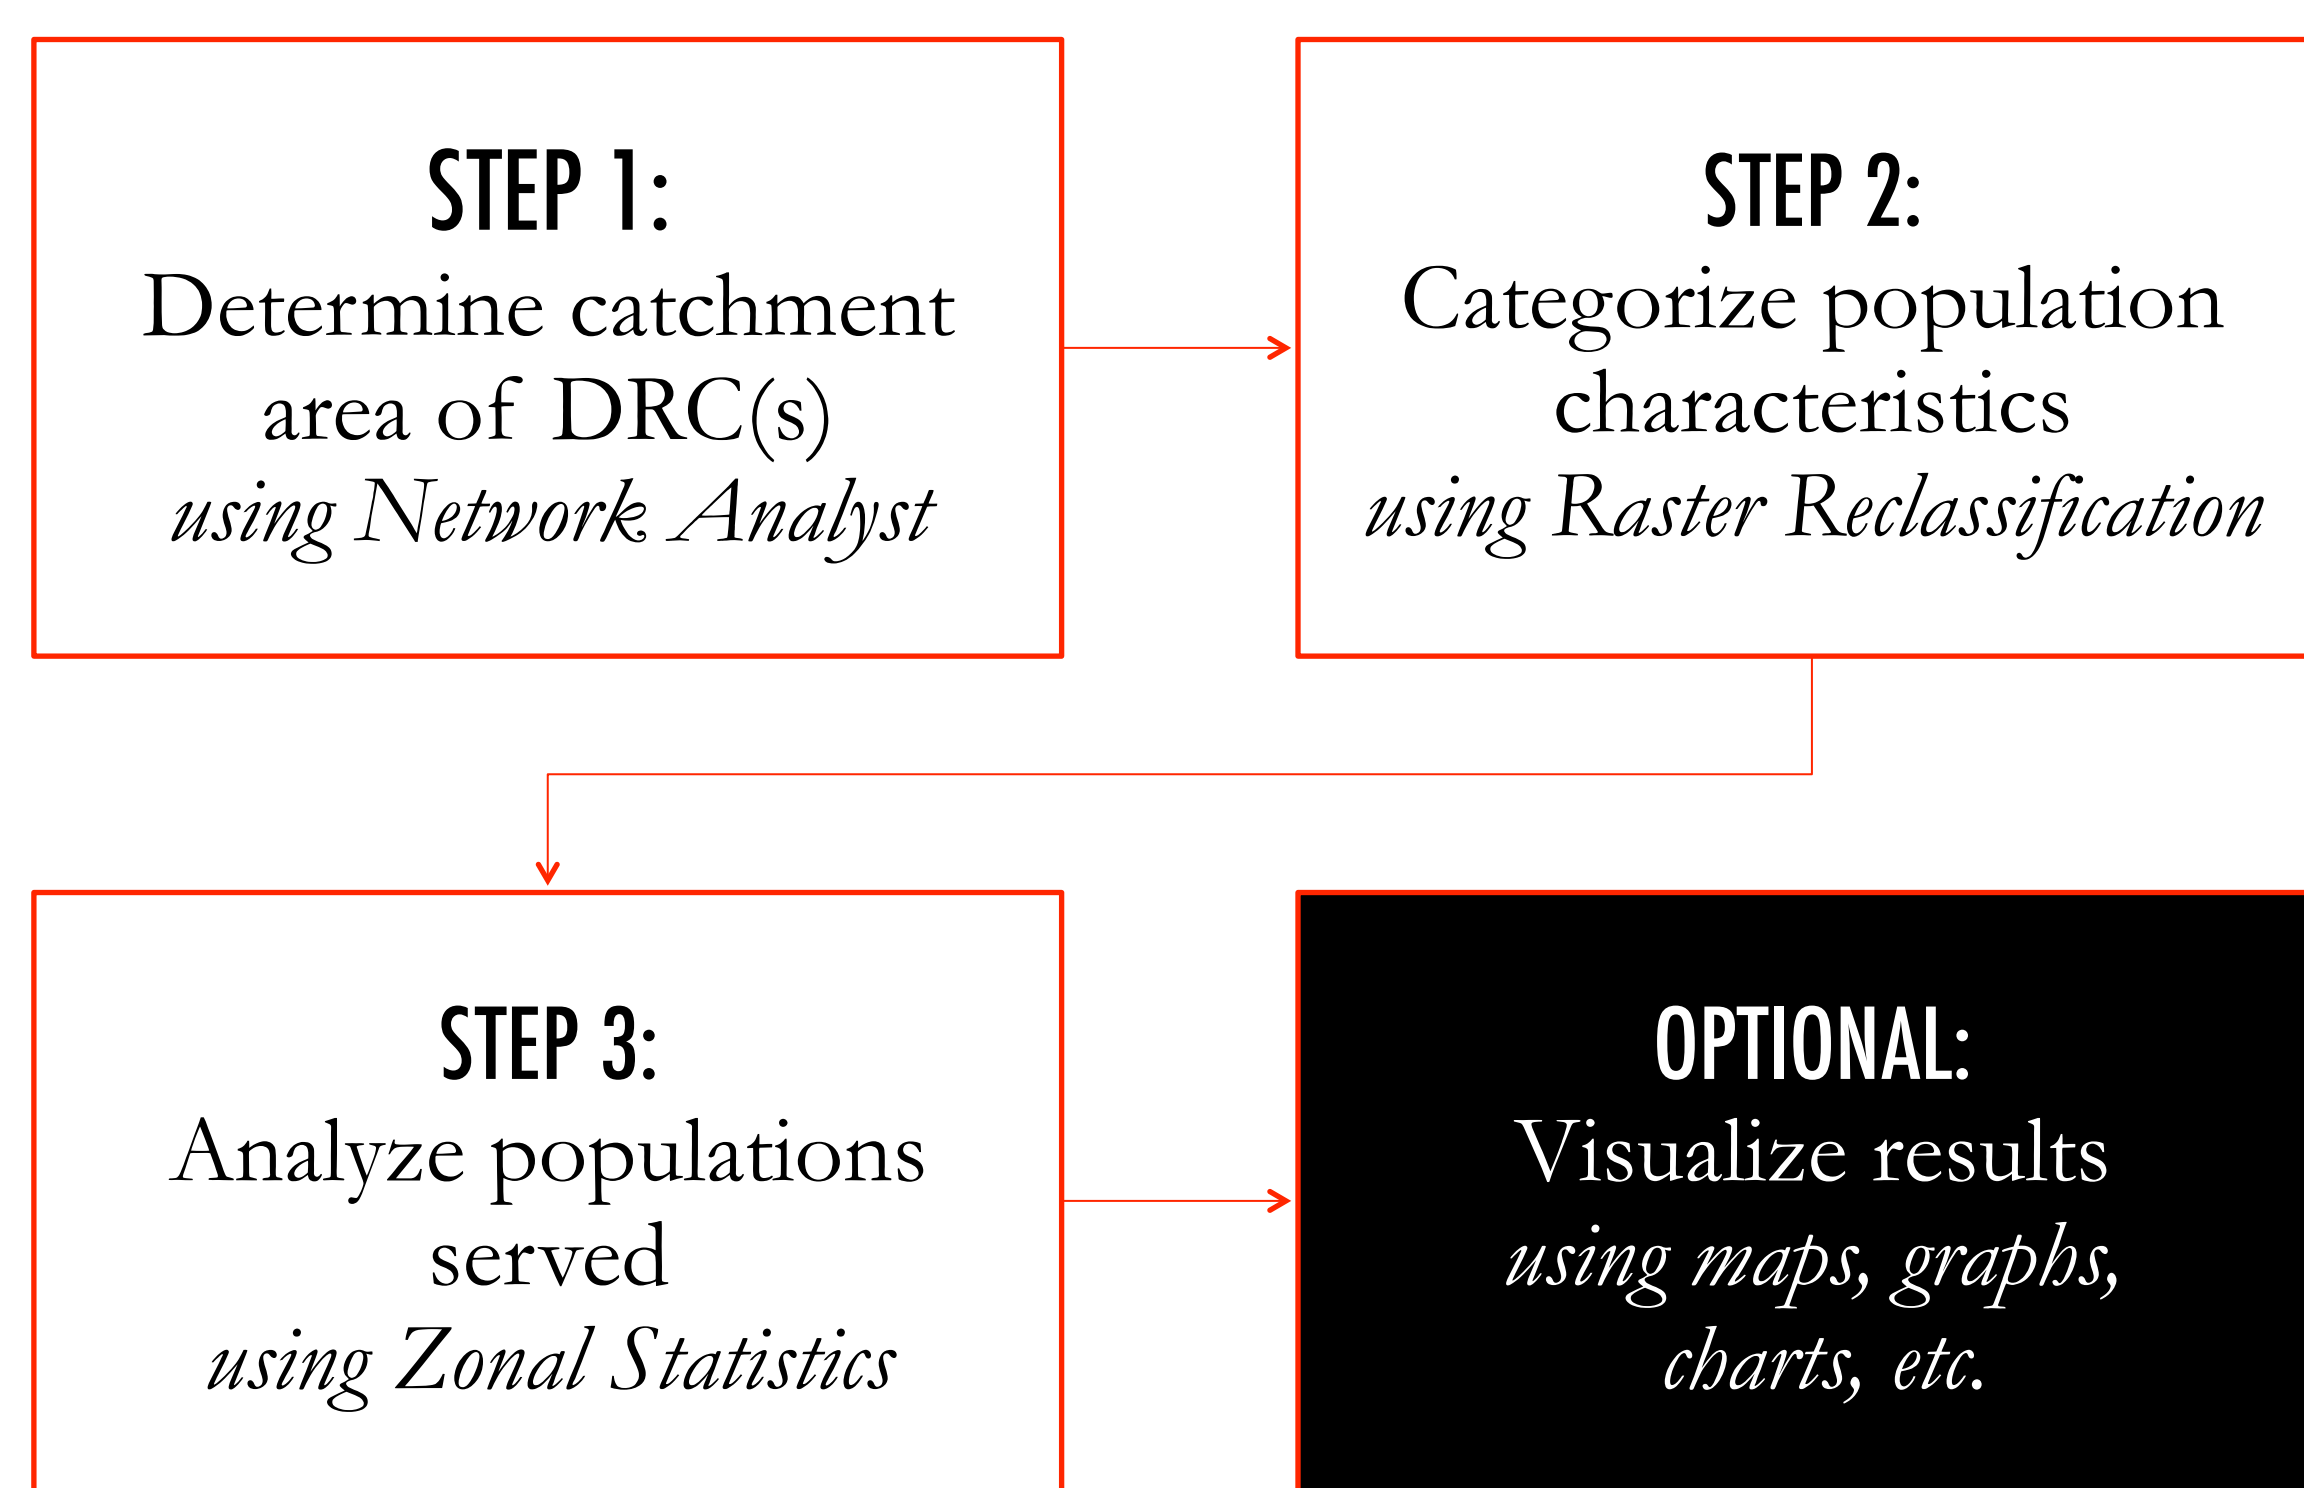 STEP 1:
Determine catchment
area of DRC(s)
using Network Analyst
STEP 2:
Categorize population
characteristics
using Raster Reclassification
STEP 3:
Analyze populations
served
using Zonal Statistics
OPTIONAL:
Visualize results
using maps, graphs,
charts, etc.